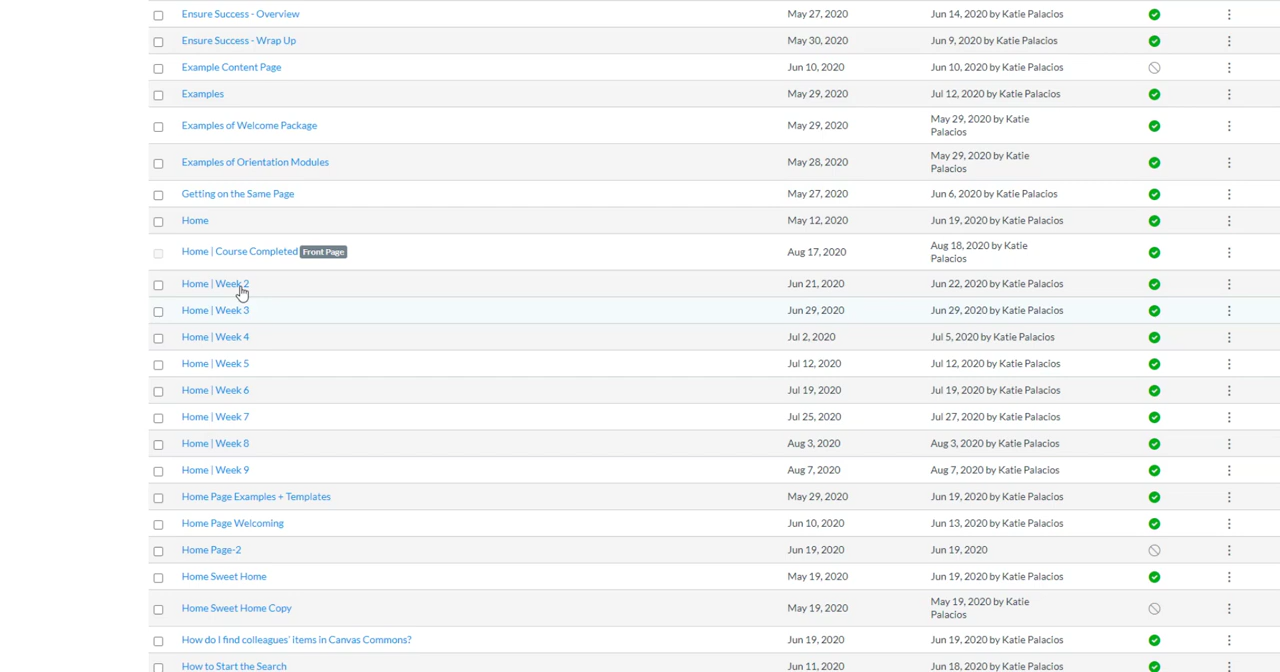 Ensure Success - Overview May 27, 2020 Jun 14, 2020 by Katie Palacios
Ensure Success - Wrap Up May 30, 2020 Jun 9, 2020 by Katie Palacios
Example Content Page Jun 10, 2020 Jun 10, 2020 by Katie Palacios
Examples May 29, 2020 Jul 12, 2020 by Katie Palacios
Examples of Welcome Package May 29, 2020 May 29, 2020 by Katie
Palacios
Examples of Orientation Modules May 28, 2020 May 29, 2020 by Katie
Palacios
Getting on the Same Page May 27, 2020 Jun 6, 2020 by Katie Palacios
Home May 12, 2020 Jun 19, 2020 by Katie Palacios
Home | Course Completed Front Page Aug 17, 2020 Aug 18, 2020 by Katie
Palacios
Home | Week 2 Jun 21, 2020 Jun 22, 2020 by Katie Palacios
Home | Week 3 Jun 29, 2020 Jun 29, 2020 by Katie Palacios
Home | Week 4 Jul 2, 2020 Jul 5, 2020 by Katie Palacios
Home | Week 5 Jul 12, 2020 Jul 12, 2020 by Katie Palacios
Home | Week 6 Jul 19, 2020 Jul 19, 2020 by Katie Palacios
Home | Week 7 Jul 25, 2020 Jul 27, 2020 by Katie Palacios
Home | Week 8 Aug 3, 2020 Aug 3, 2020 by Katie Palacios
Home | Week 9 Aug 7, 2020 Aug 7, 2020 by Katie Palacios
Home Page Examples + Templates May 29, 2020 Jun 19, 2020 by Katie Palacios
Home Page Welcoming Jun 10, 2020 Jun 13, 2020 by Katie Palacios
Home Page-2 Jun 19, 2020 Jun 19, 2020
Home Sweet Home May 19, 2020 Jun 19, 2020 by Katie Palacios
Home Sweet Home Copy May 19, 2020 May 19, 2020 by Katie
Palacios
How do I find colleagues' items in Canvas Commons? Jun 19, 2020 Jun 19, 2020 by Katie Palacios
How to Start the Search Jun 11, 2020 Jun 18, 2020 by Katie Palacios